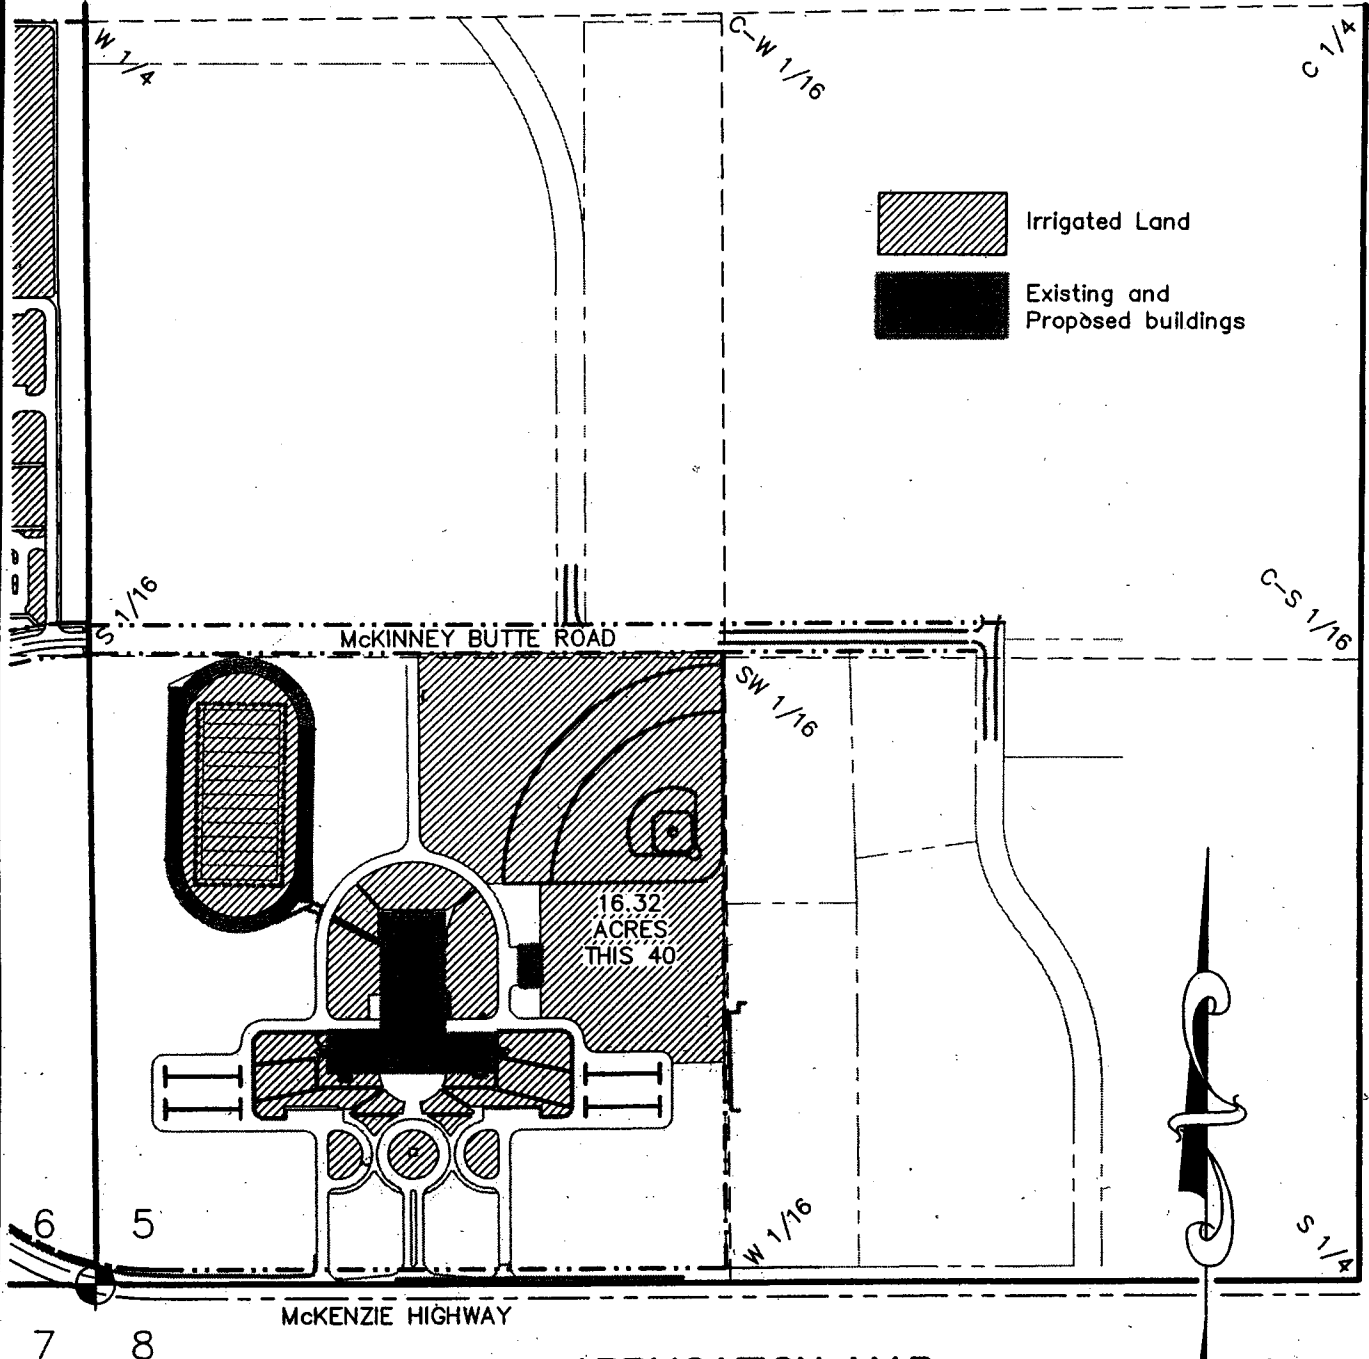 W 1/4
C-W 1/16
C 1/4
Irrigated Land
Existing and
Proposed buildings
S 1/16
C-S 1/16
McKINNEY BUTTE ROAD
SW 1/16
16.32
ACRES
THIS 40
6
5
W 1/16
S 1/4
McKENZIE HIGHWAY
7
8